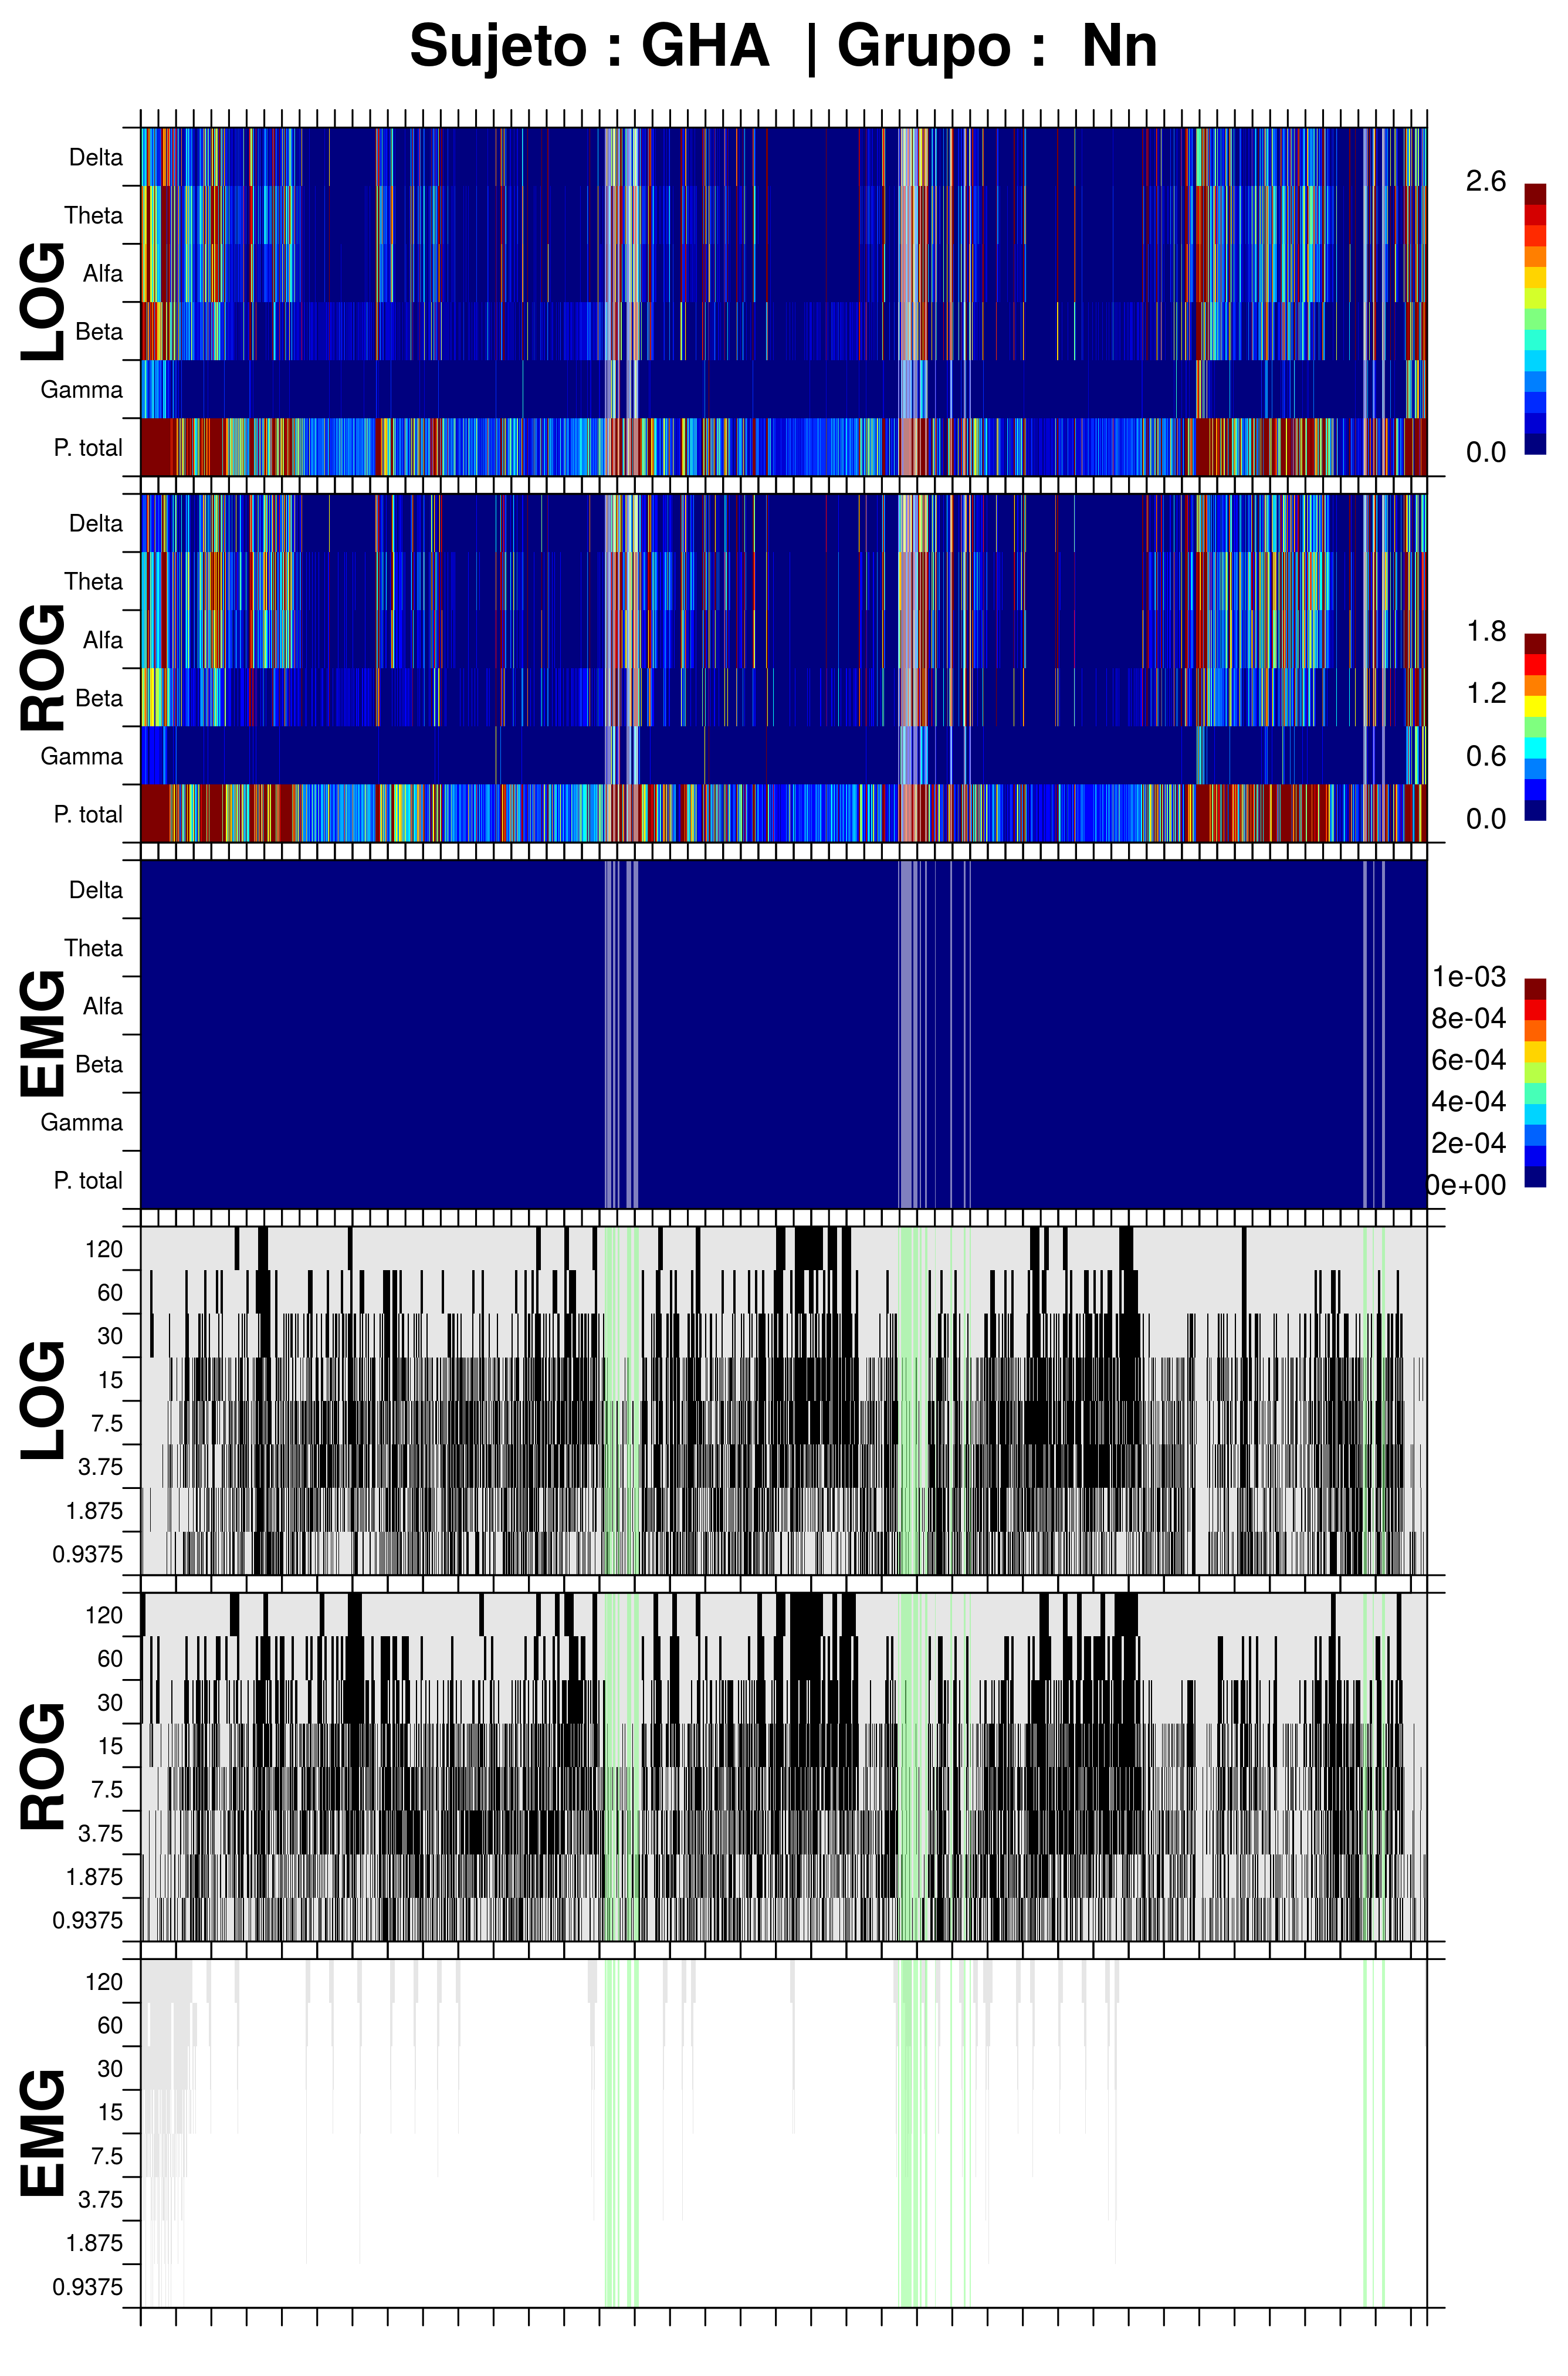 Sujeto : GHA | Grupo : Nn
LOG
Delta
Theta
Alfa
Beta
Gamma
P. total
2.6
0.0
ROG
Delta
Theta
Alfa
Beta
Gamma
P. total
1.8
1.2
0.6
0.0
EMG
Delta
Theta
Alfa
Beta
Gamma
P. total
1e-03
8e-04
6e-04
4e-04
2e-04
0e+00
LOG
120
60
30
15
7.5
3.75
1.875
0.9375
ROG
120
60
30
15
7.5
3.75
1.875
0.9375
EMG
120
60
30
15
7.5
3.75
1.875
0.9375